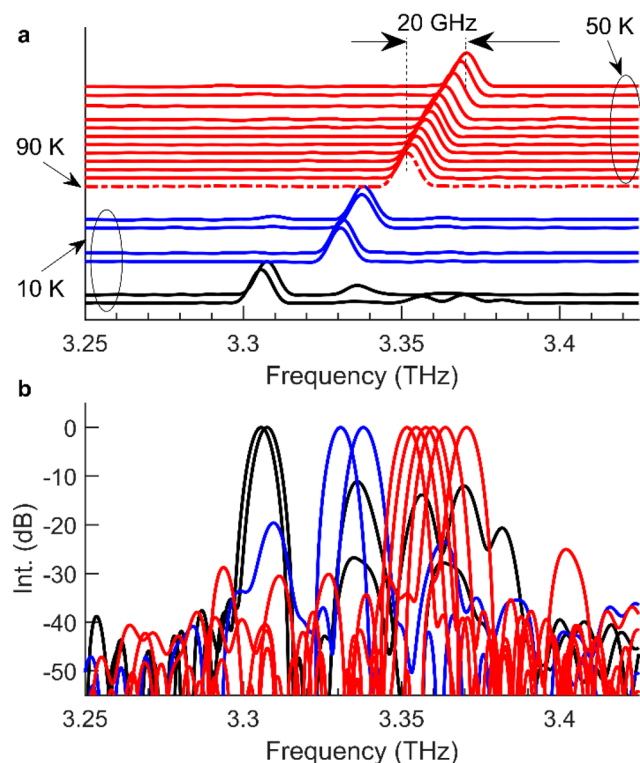 a
20 GHz
50 K
90 K
10 K
3.25 3.3 3.35 3.4
Frequency (THz)
b
Int. (dB)
0
-10
-20
-30
-40
-50
3.25 3.3 3.35 3.4
Frequency (THz)